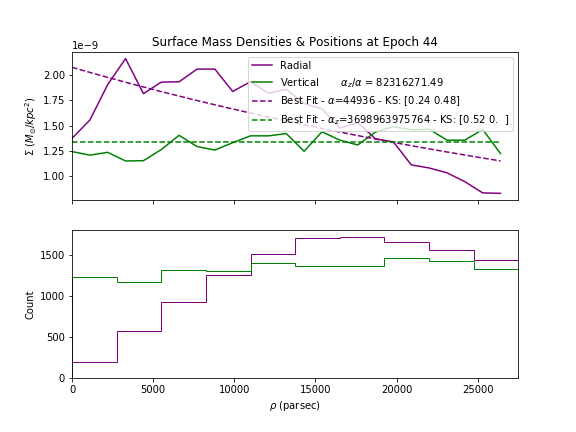 Surface Mass Densities & Positions at Epoch 44
1e−9
2.00
1.75
1.50
1.25
1.00
Σ (M⊙/kpc²)
Radial
Vertical α_z/α = 82316271.49
Best Fit - α=44936 - KS: [0.24 0.48]
Best Fit - α_z=3698963975764 - KS: [0.52 0. ]
1500
1000
500
0
Count
0 5000 10000 15000 20000 25000
ρ (parsec)